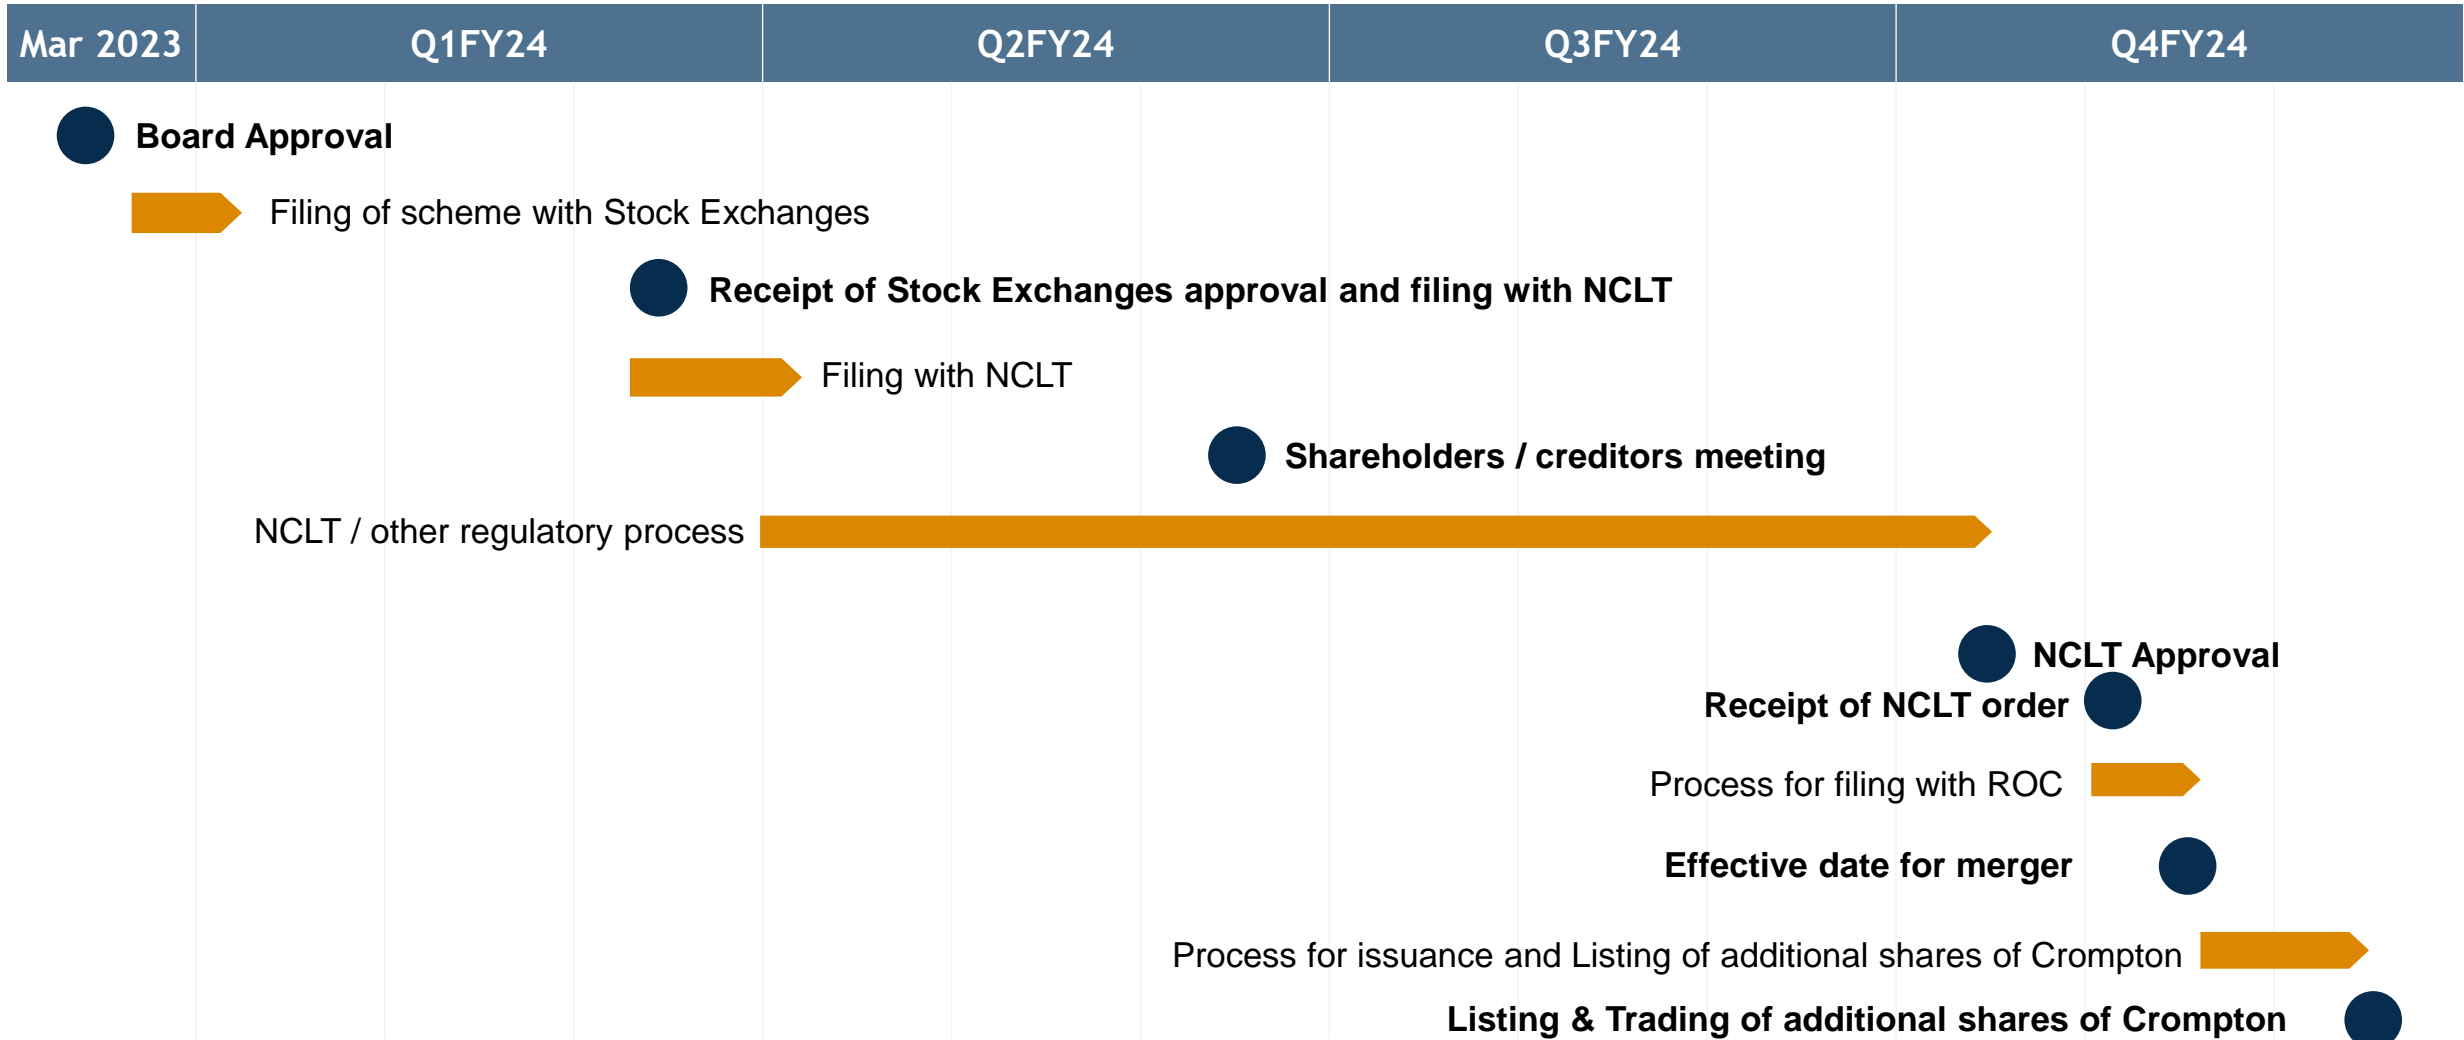 Mar 2023
Q1FY24
Q2FY24
Q3FY24
Q4FY24
Board Approval
Filing of scheme with Stock Exchanges
Receipt of Stock Exchanges approval and filing with NCLT
Filing with NCLT
Shareholders / creditors meeting
NCLT / other regulatory process
NCLT Approval
Receipt of NCLT order
Process for filing with ROC
Effective date for merger
Process for issuance and Listing of additional shares of Crompton
Listing & Trading of additional shares of Crompton